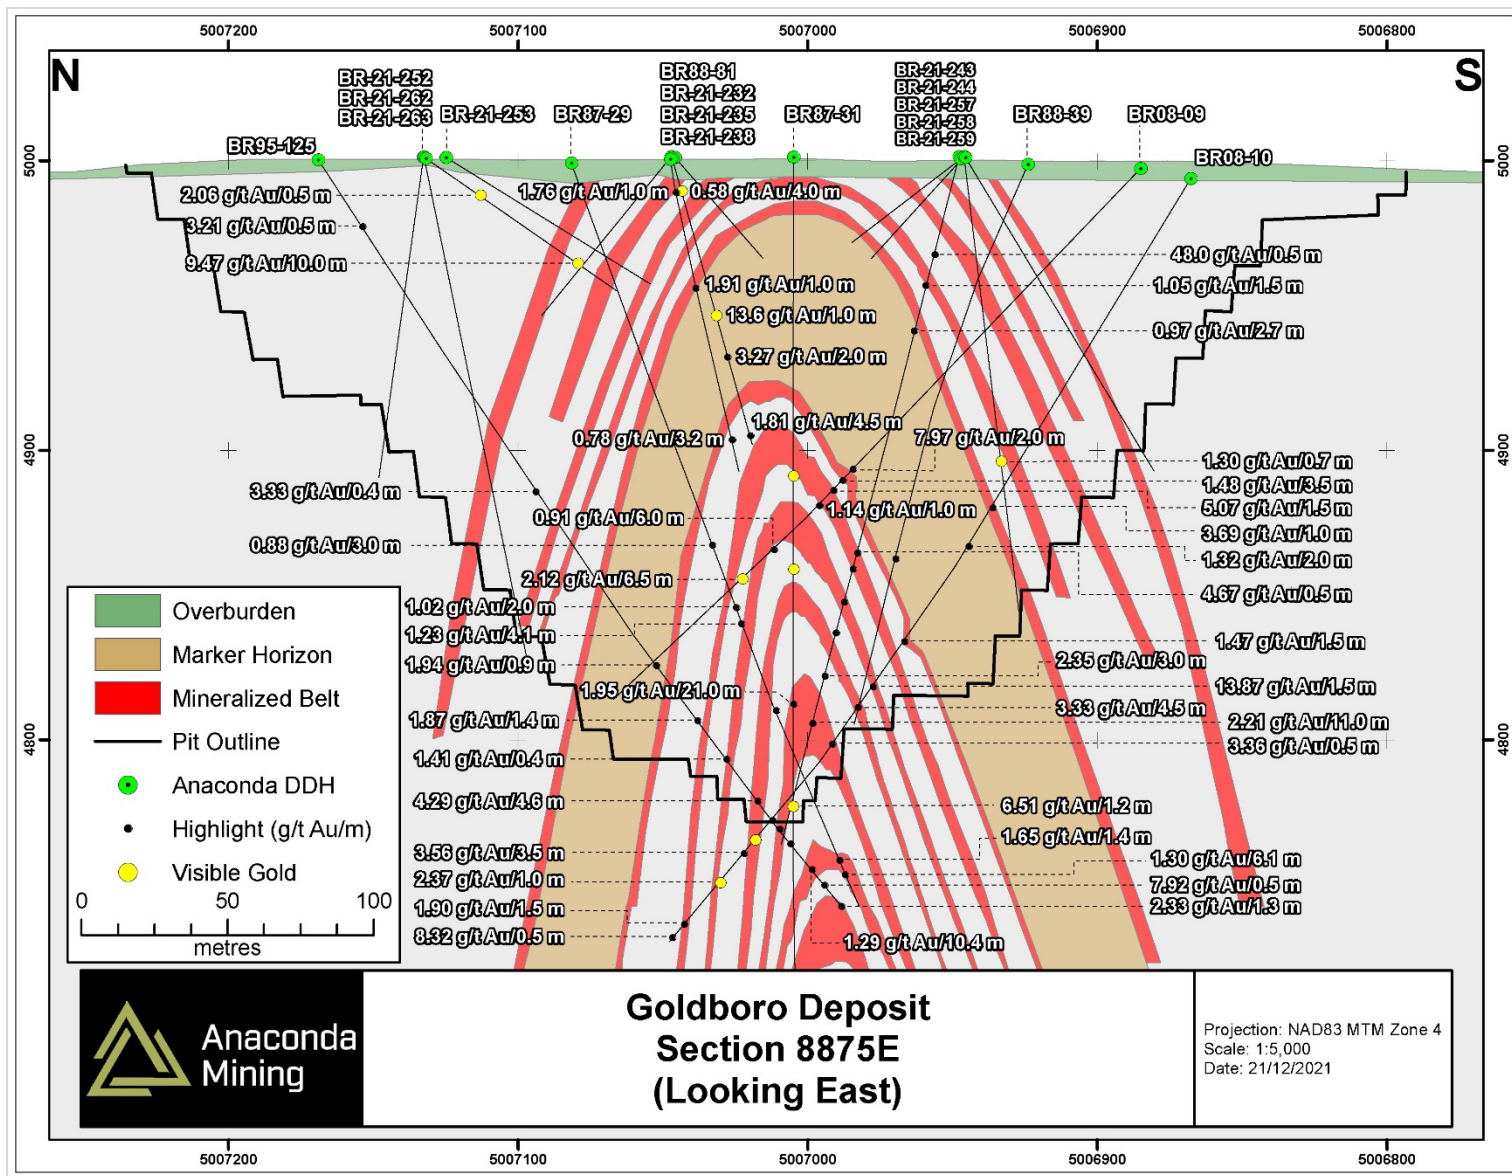 5007200
5007100
5007000
5006900
5006800
N
S
BR-21-252
BR-21-262
BR-21-263
BR-21-253
BR87-29
BR88-81
BR-21-232
BR-21-235
BR-21-238
BR87-31
BR-21-243
BR-21-244
BR-21-257
BR-21-258
BR-21-259
BR88-39
BR08-09
BR95-125
BR08-10
5000
5000
2.06 g/t Au/0.5 m
1.76 g/t Au/1.0 m
0.58 g/t Au/4.0 m
3.21 g/t Au/0.5 m
9.47 g/t Au/10.0 m
48.0 g/t Au/0.5 m
1.91 g/t Au/1.0 m
1.05 g/t Au/1.5 m
13.6 g/t Au/1.0 m
0.97 g/t Au/2.7 m
3.27 g/t Au/2.0 m
1.81 g/t Au/4.5 m
0.78 g/t Au/3.2 m
7.97 g/t Au/2.0 m
4900
4900
1.30 g/t Au/0.7 m
1.48 g/t Au/3.5 m
3.33 g/t Au/0.4 m
5.07 g/t Au/1.5 m
1.14 g/t Au/1.0 m
0.91 g/t Au/6.0 m
3.69 g/t Au/1.0 m
0.88 g/t Au/3.0 m
1.32 g/t Au/2.0 m
2.12 g/t Au/6.5 m
4.67 g/t Au/0.5 m
1.02 g/t Au/2.0 m
1.23 g/t Au/4.1 m
1.47 g/t Au/1.5 m
1.94 g/t Au/0.9 m
2.35 g/t Au/3.0 m
1.95 g/t Au/21.0 m
13.87 g/t Au/1.5 m
3.33 g/t Au/4.5 m
1.87 g/t Au/1.4 m
2.21 g/t Au/11.0 m
3.36 g/t Au/0.5 m
4800
4800
1.41 g/t Au/0.4 m
4.29 g/t Au/4.6 m
6.51 g/t Au/1.2 m
1.65 g/t Au/1.4 m
3.56 g/t Au/3.5 m
1.30 g/t Au/6.1 m
2.37 g/t Au/1.0 m
7.92 g/t Au/0.5 m
1.90 g/t Au/1.5 m
2.33 g/t Au/1.3 m
8.32 g/t Au/0.5 m
1.29 g/t Au/10.4 m
Overburden
Marker Horizon
Mineralized Belt
Pit Outline
Anaconda DDH
Highlight (g/t Au/m)
Visible Gold
0 50 100
metres
Anaconda
Mining
Goldboro Deposit
Section 8875E
(Looking East)
Projection: NAD83 MTM Zone 4
Scale: 1:5,000
Date: 21/12/2021
5007200
5007100
5007000
5006900
5006800